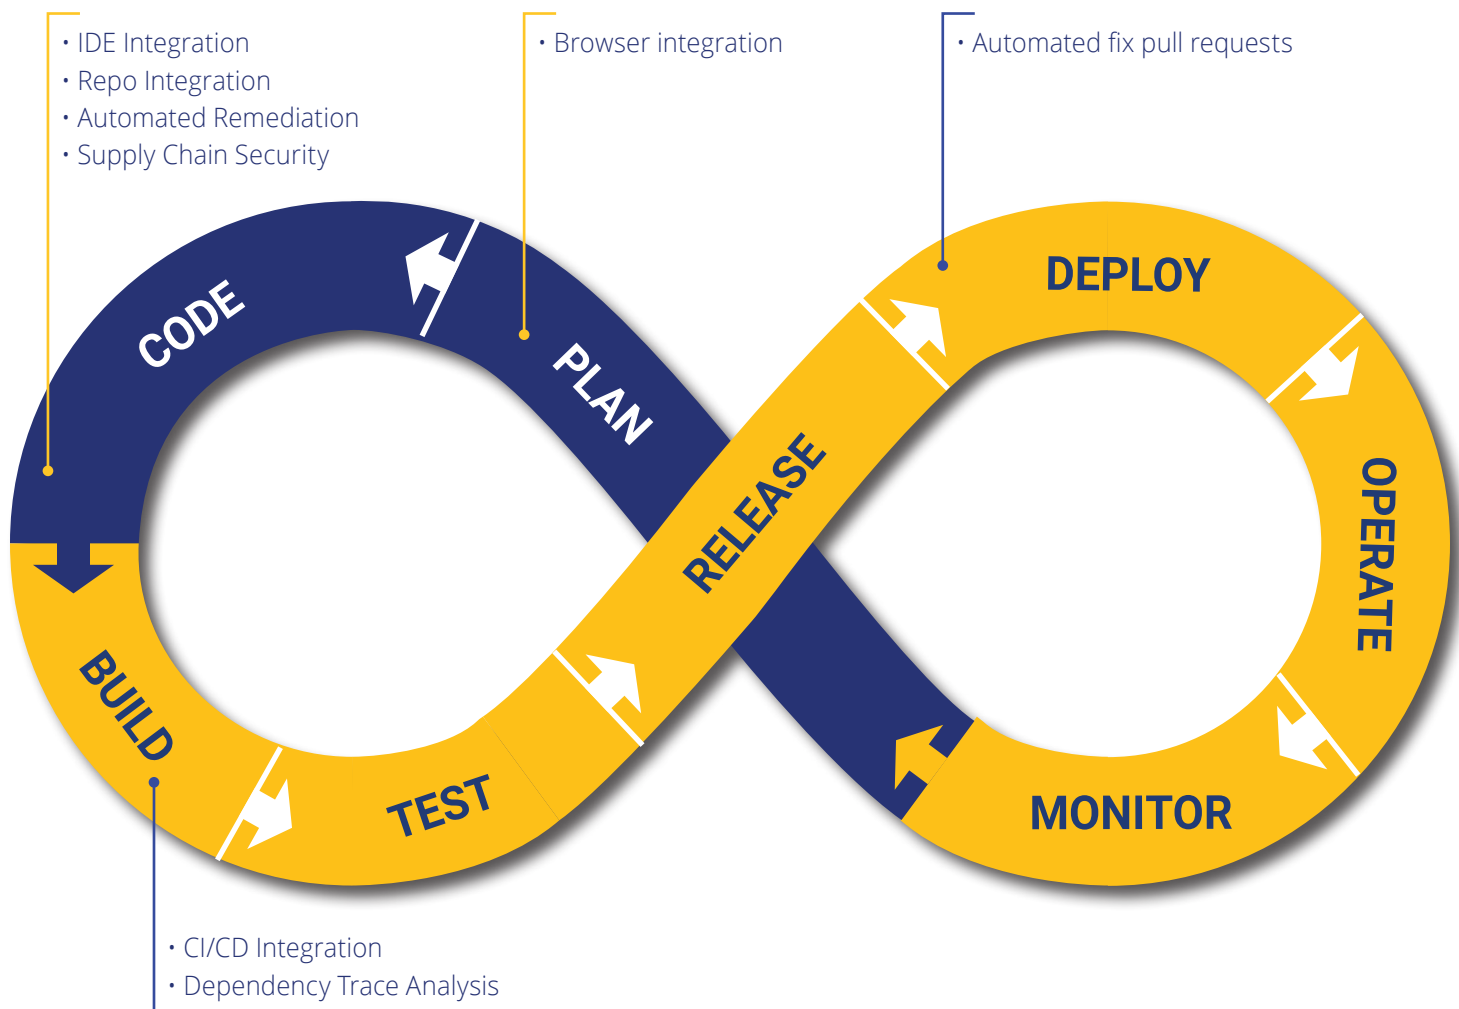 • IDE Integration
• Repo Integration
• Automated Remediation
• Supply Chain Security
• Browser integration
• Automated fix pull requests
CODE
PLAN
RELEASE
DEPLOY
OPERATE
MONITOR
BUILD
TEST
• CI/CD Integration
• Dependency Trace Analysis